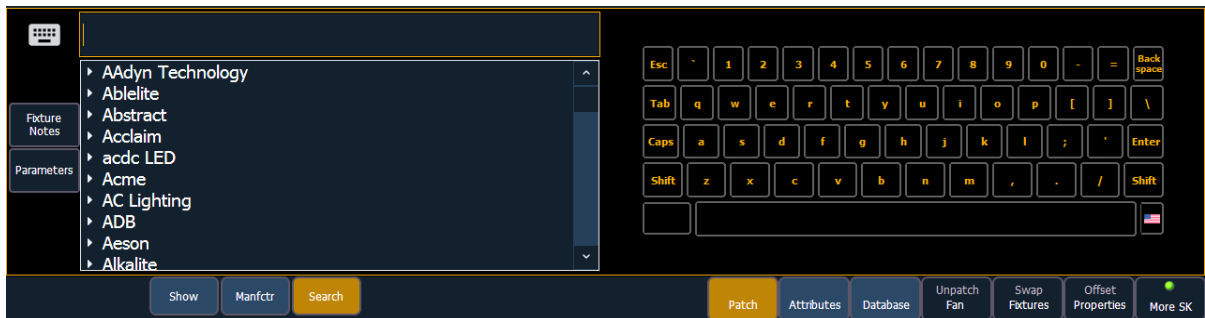 AAdyn Technology
Ablelite
Abstract
Acclaim
acdc LED
Acme
AC Lighting
ADB
Aeson
Alkalite
Fixture
Notes
Parameters
Esc ` 1 2 3 4 5 6 7 8 9 0 - = Back
space
Tab q w e r t y u i o p [ ] \
Caps a s d f g h j k l ; ' Enter
Shift z x c v b n m , . / Shift
Show Manfctr Search
Patch Attributes Database Unpatch
Fan Swap
Fixtures Offset
Properties More SK